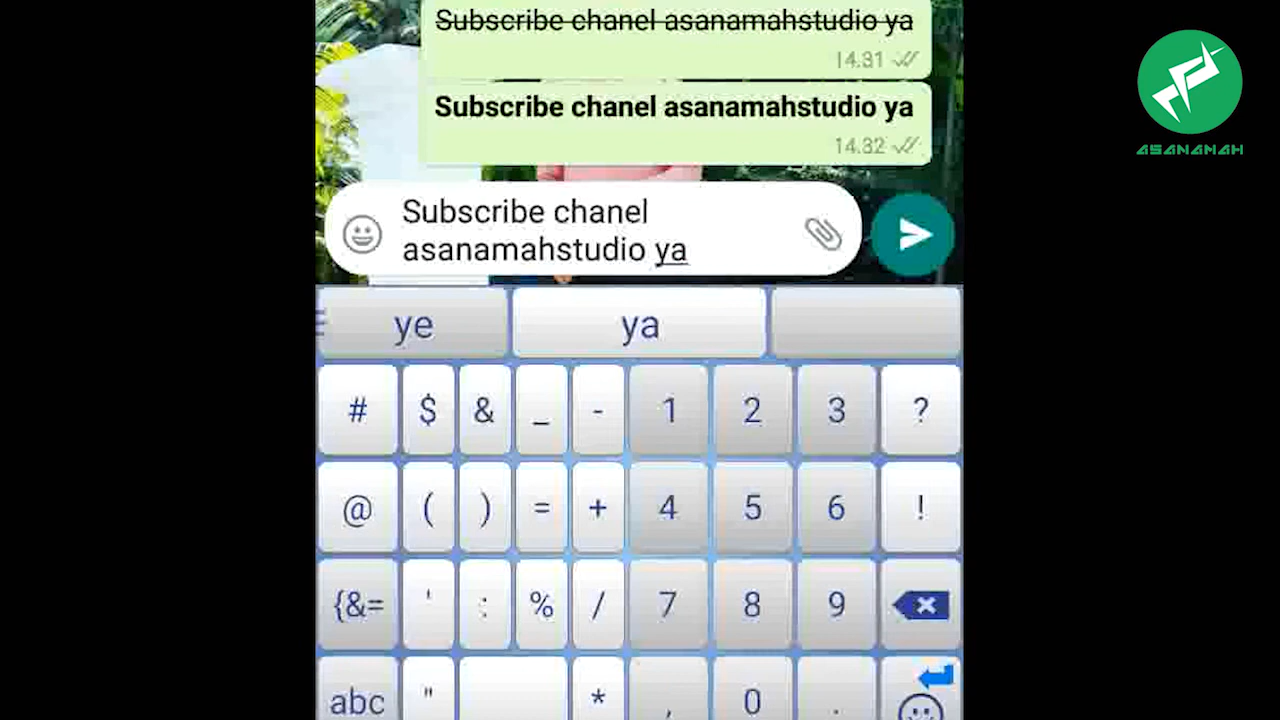 Subscribe chanel asanamahstudio ya
14.31
Subscribe chanel asanamahstudio ya
14.32
ASANAMAH
Subscribe chanel
asanamahstudio ya
ye ya
# $ & _ - 1 2 3 ?
@ ( ) = + 4 5 6 !
{&= ' : % / 7 8 9
abc " * , 0 .